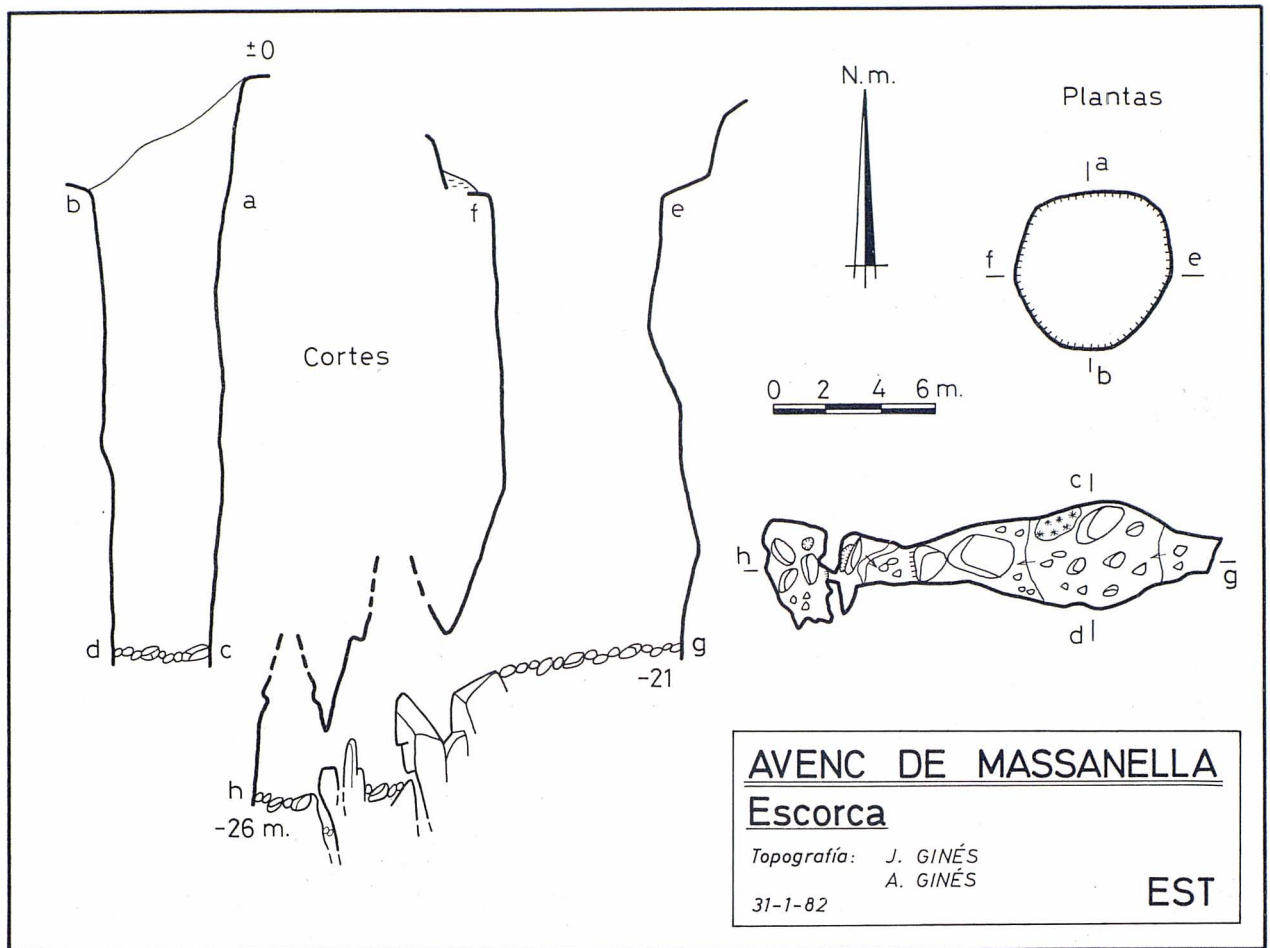 ±0
b
a
f
e
Cortes
d
c
g
-21
h
-26 m.
N.m.
Plantas
a
f
e
b
0 2 4 6 m.
c
h
g
d
AVENC DE MASSANELLA
Escorca
Topografía: J. GINÉS
A. GINÉS
31-1-82
EST